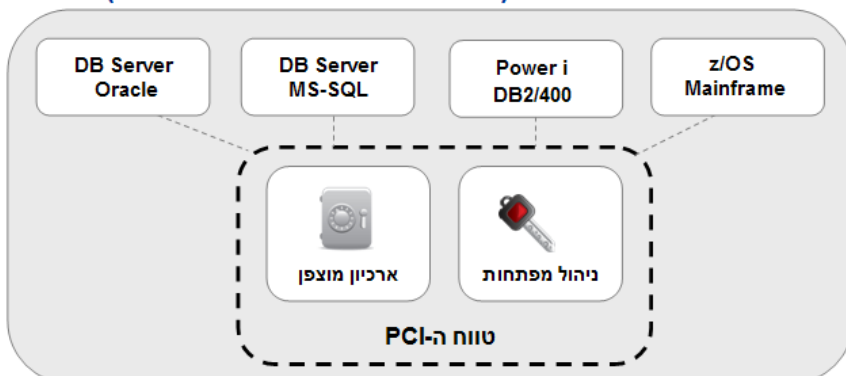 DB Server
Oracle
DB Server
MS-SQL
Power i
DB2/400
z/OS
Mainframe
ארכיון מוצפן
ניהול מפתחות
טווח ה-PCI